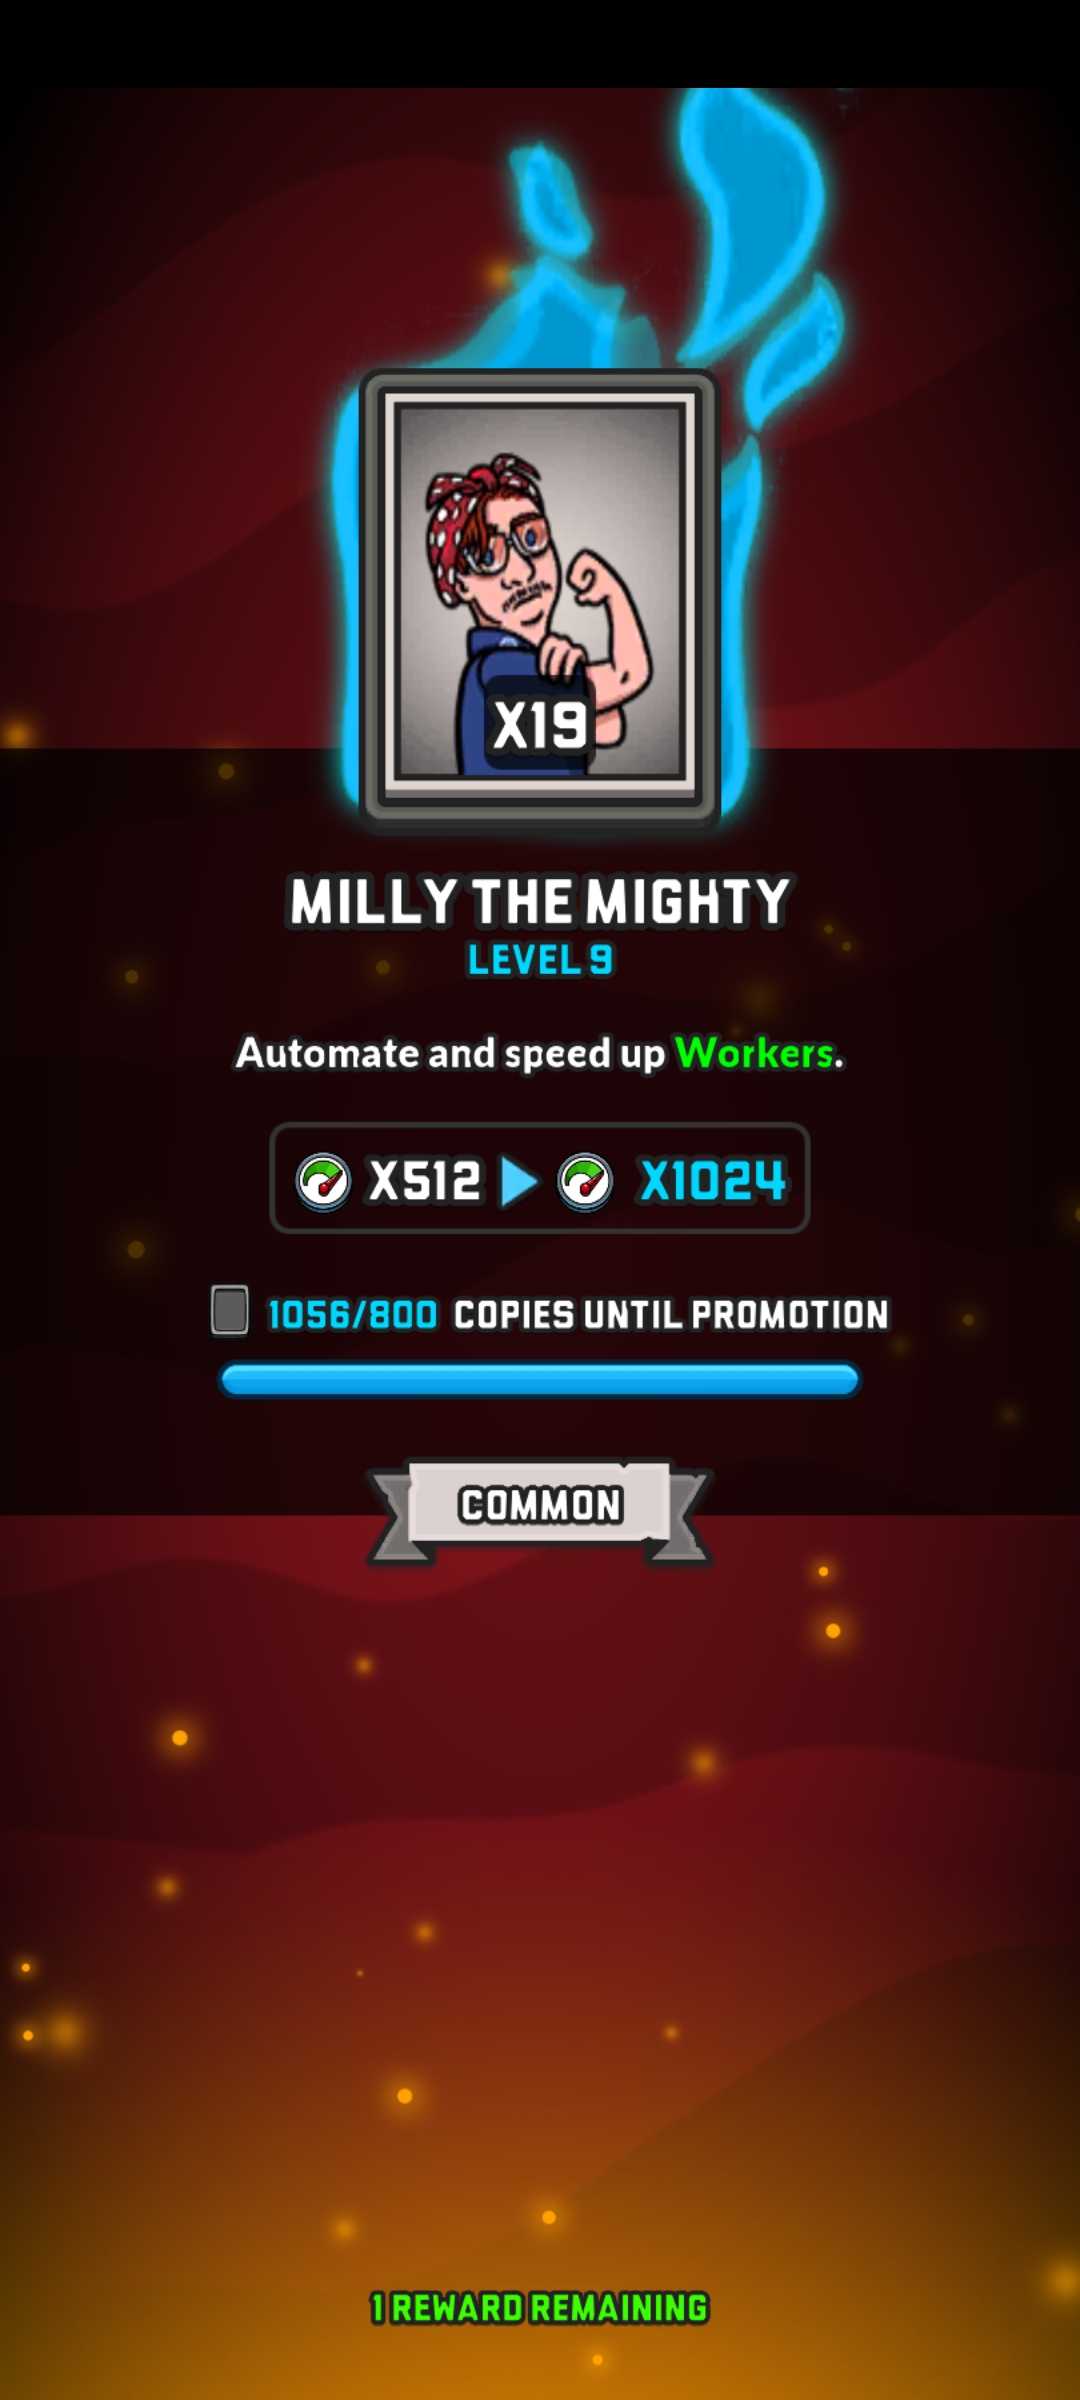 X19
MILLY THE MIGHTY
LEVEL 9
Automate and speed up Workers.
X512 X1024
1056/800 COPIES UNTIL PROMOTION
COMMON
1 REWARD REMAINING